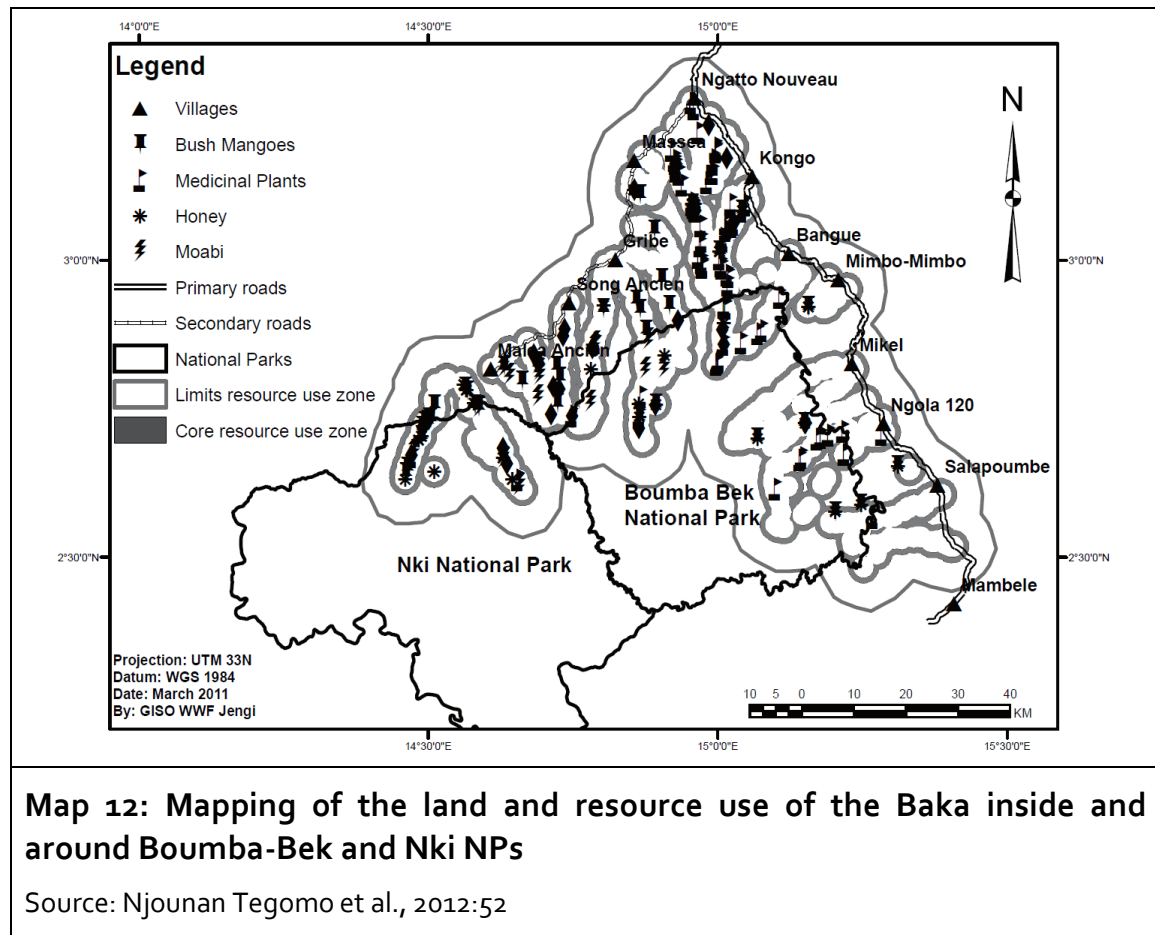 14°0'0"E
14°30'0"E
15°0'0"E
Legend
Villages
Bush Mangoes
Medicinal Plants
Honey
Moabi
Primary roads
Secondary roads
National Parks
Limits resource use zone
Core resource use zone
N
Ngatto Nouveau
Massea
Kongo
Gribe
Bangue
3°0'0"N
3°0'0"N
Mimbo-Mimbo
Song Ancien
Mikel
Malea Ancien
Ngola 120
Salapoumbe
Boumba Bek
National Park
2°30'0"N
Nki National Park
2°30'0"N
Mambele
Projection: UTM 33N
Datum: WGS 1984
Date: March 2011
By: GISO WWF Jengi
10 5 0 10 20 30 40
KM
14°30'0"E
15°0'0"E
15°30'0"E
Map 12: Mapping of the land and resource use of the Baka inside and
around Boumba-Bek and Nki NPs
Source: Njounan Tegomo et al., 2012:52